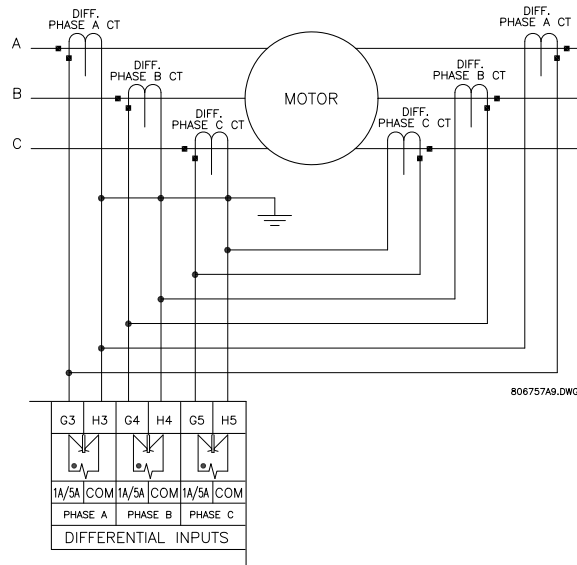 DIFF.
PHASE A CT
DIFF.
PHASE A CT
A
DIFF.
PHASE B CT
DIFF.
PHASE B CT
B
MOTOR
DIFF.
PHASE C CT
DIFF.
PHASE C CT
C
806757A9.DWG
G3 H3 G4 H4 G5 H5
1A/5A COM 1A/5A COM 1A/5A COM
PHASE A PHASE B PHASE C
DIFFERENTIAL INPUTS